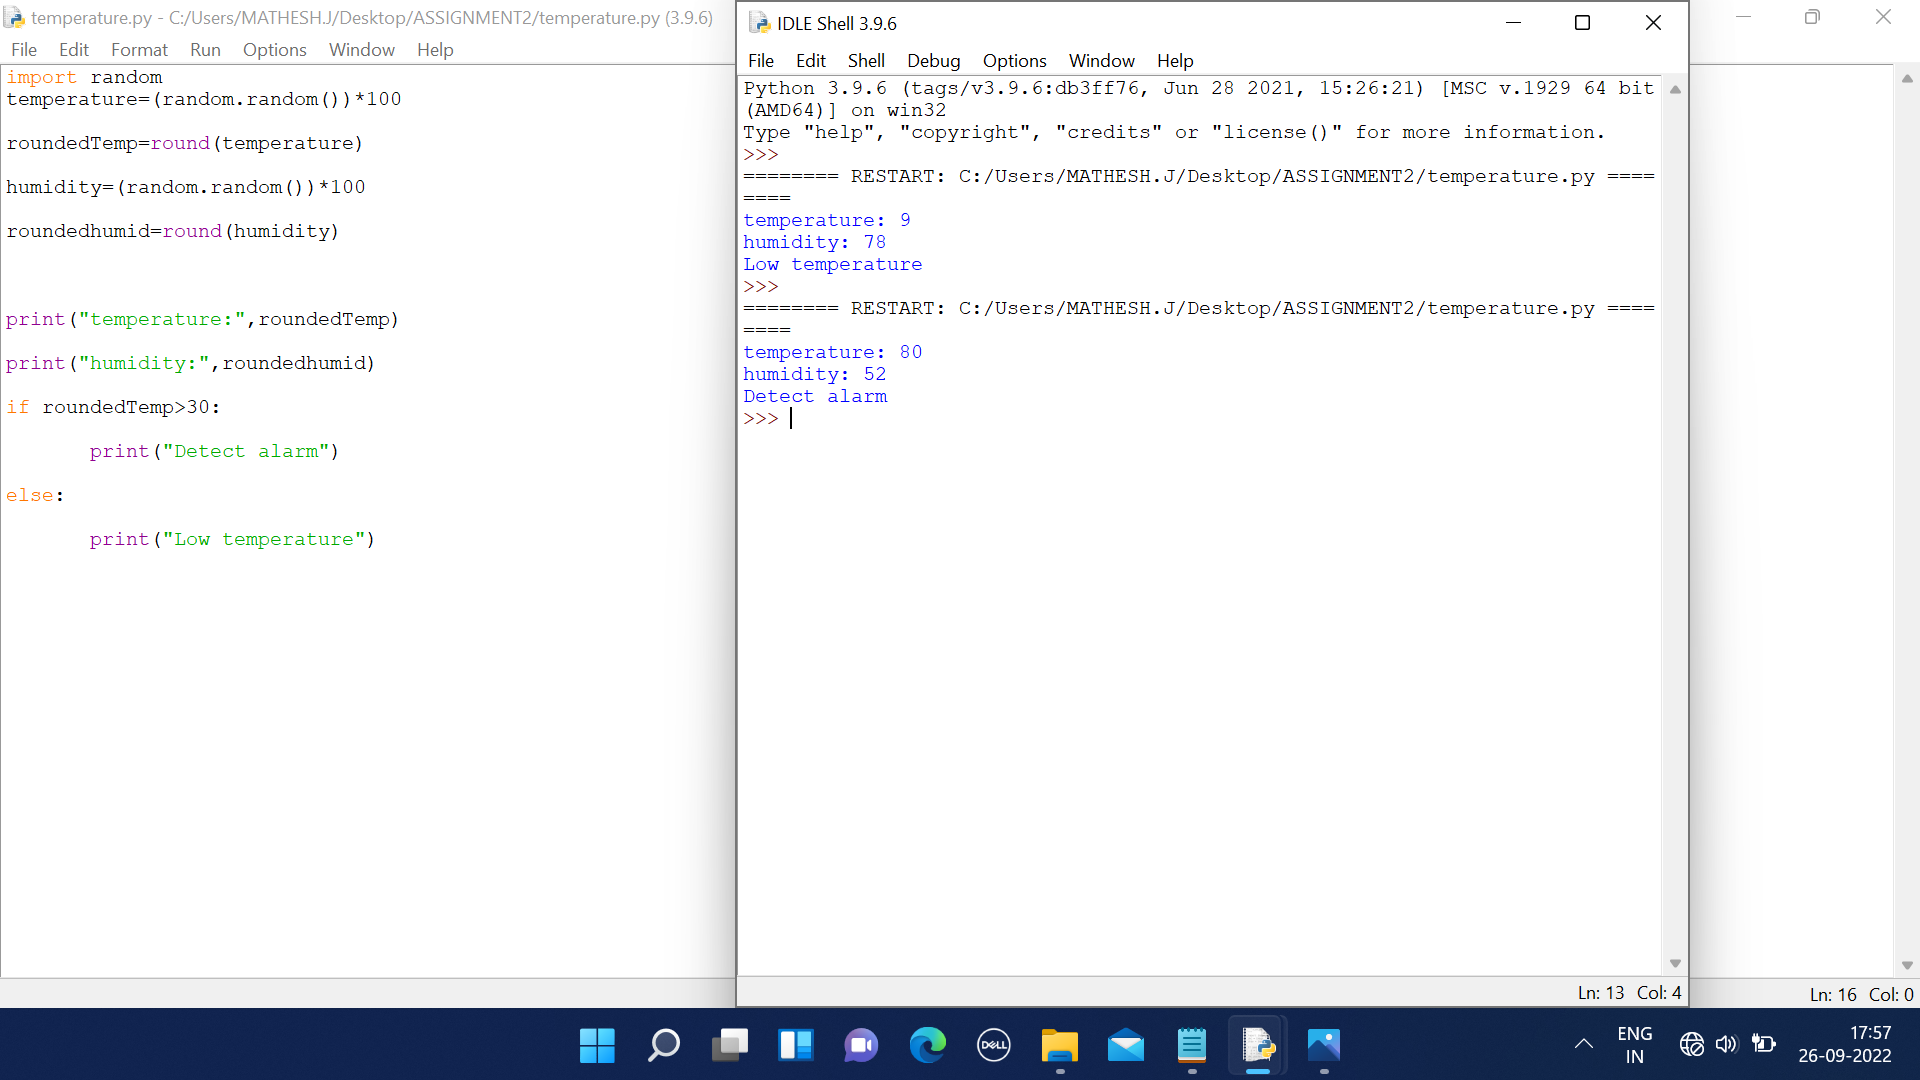 temperature.py - C:/Users/MATHESH.J/Desktop/ASSIGNMENT2/temperature.py (3.9.6)
File Edit Format Run Options Window Help
import random
temperature=(random.random())*100
roundedTemp=round(temperature)
humidity=(random.random())*100
roundedhumid=round(humidity)
print("temperature:",roundedTemp)
print("humidity:",roundedhumid)
if roundedTemp>30:
        print("Detect alarm")
else:
        print("Low temperature")
IDLE Shell 3.9.6
File Edit Shell Debug Options Window Help
Python 3.9.6 (tags/v3.9.6:db3ff76, Jun 28 2021, 15:26:21) [MSC v.1929 64 bit
(AMD64)] on win32
Type "help", "copyright", "credits" or "license()" for more information.
>>>
======== RESTART: C:/Users/MATHESH.J/Desktop/ASSIGNMENT2/temperature.py ====
====
temperature: 9
humidity: 78
Low temperature
>>>
======== RESTART: C:/Users/MATHESH.J/Desktop/ASSIGNMENT2/temperature.py ====
====
temperature: 80
humidity: 52
Detect alarm
>>>
Ln: 13 Col: 4
Ln: 16 Col: 0
DELL
ENG
IN
17:57
26-09-2022